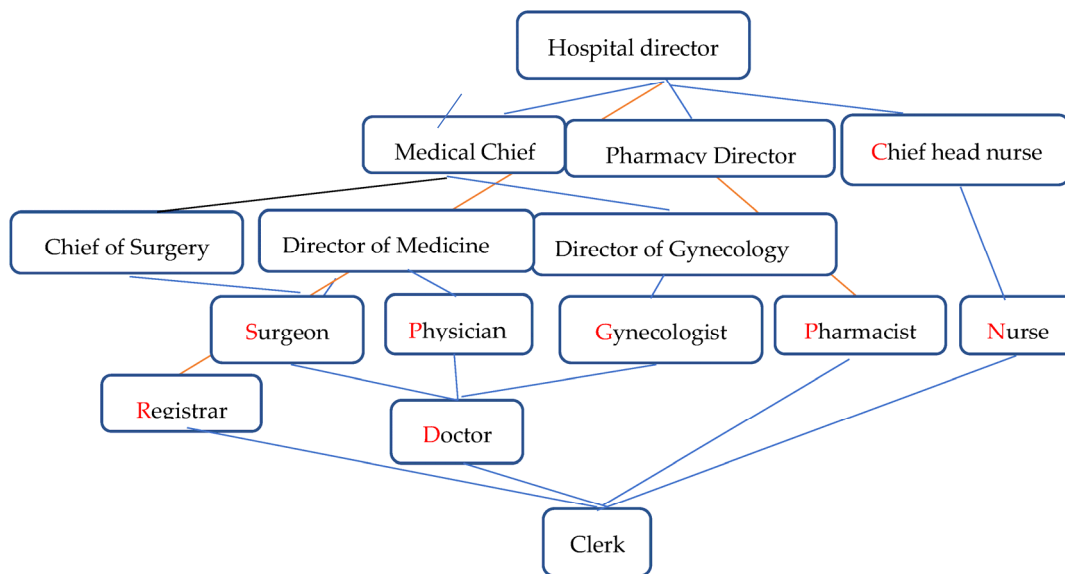 Hospital director
Medical Chief
Pharmacy Director
Chief head nurse
Chief of Surgery
Director of Medicine
Director of Gynecology
Surgeon
Physician
Gynecologist
Pharmacist
Nurse
Registrar
Doctor
Clerk